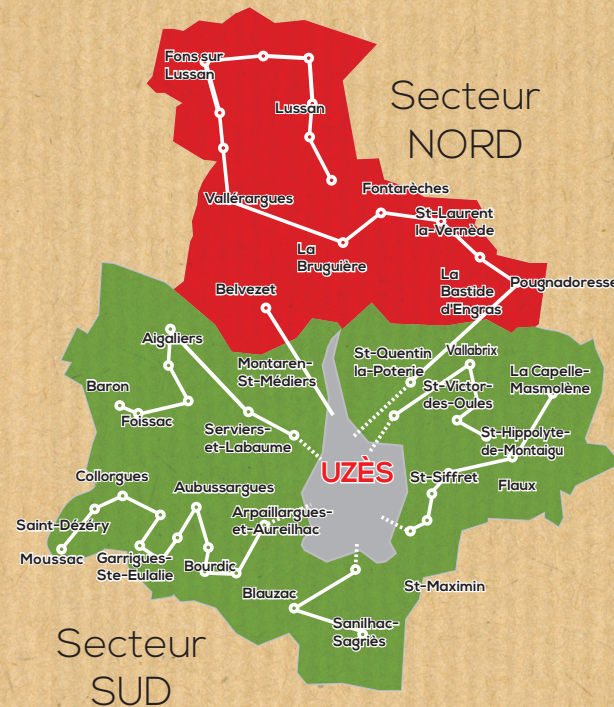 Fons sur
Lussan
Lussan
Secteur
NORD
Vallérargues
Fontarèches
St-Laurent
la-Vernède
La
Bruguière
La
Bastide
d'Engras
Pougnadoresse
Belvezet
Aigaliers
Montaren-
St-Médiers
St-Quentin
la-Poterie
Vallabrix
La Capelle-
Masmolène
Baron
Foissac
St-Victor-
des-Oules
Serviers-
et-Labaume
St-Hippolyte-
de-Montaigu
UZÈS
Collorgues
Aubussargues
St-Siffret
Flaux
Saint-Dézéry
Arpaillargues-
et-Aureilhac
Moussac
Garrigues-
Ste-Eulalie
Bourdic
Blauzac
St-Maximin
Sanilhac-
Sagriès
Secteur
SUD